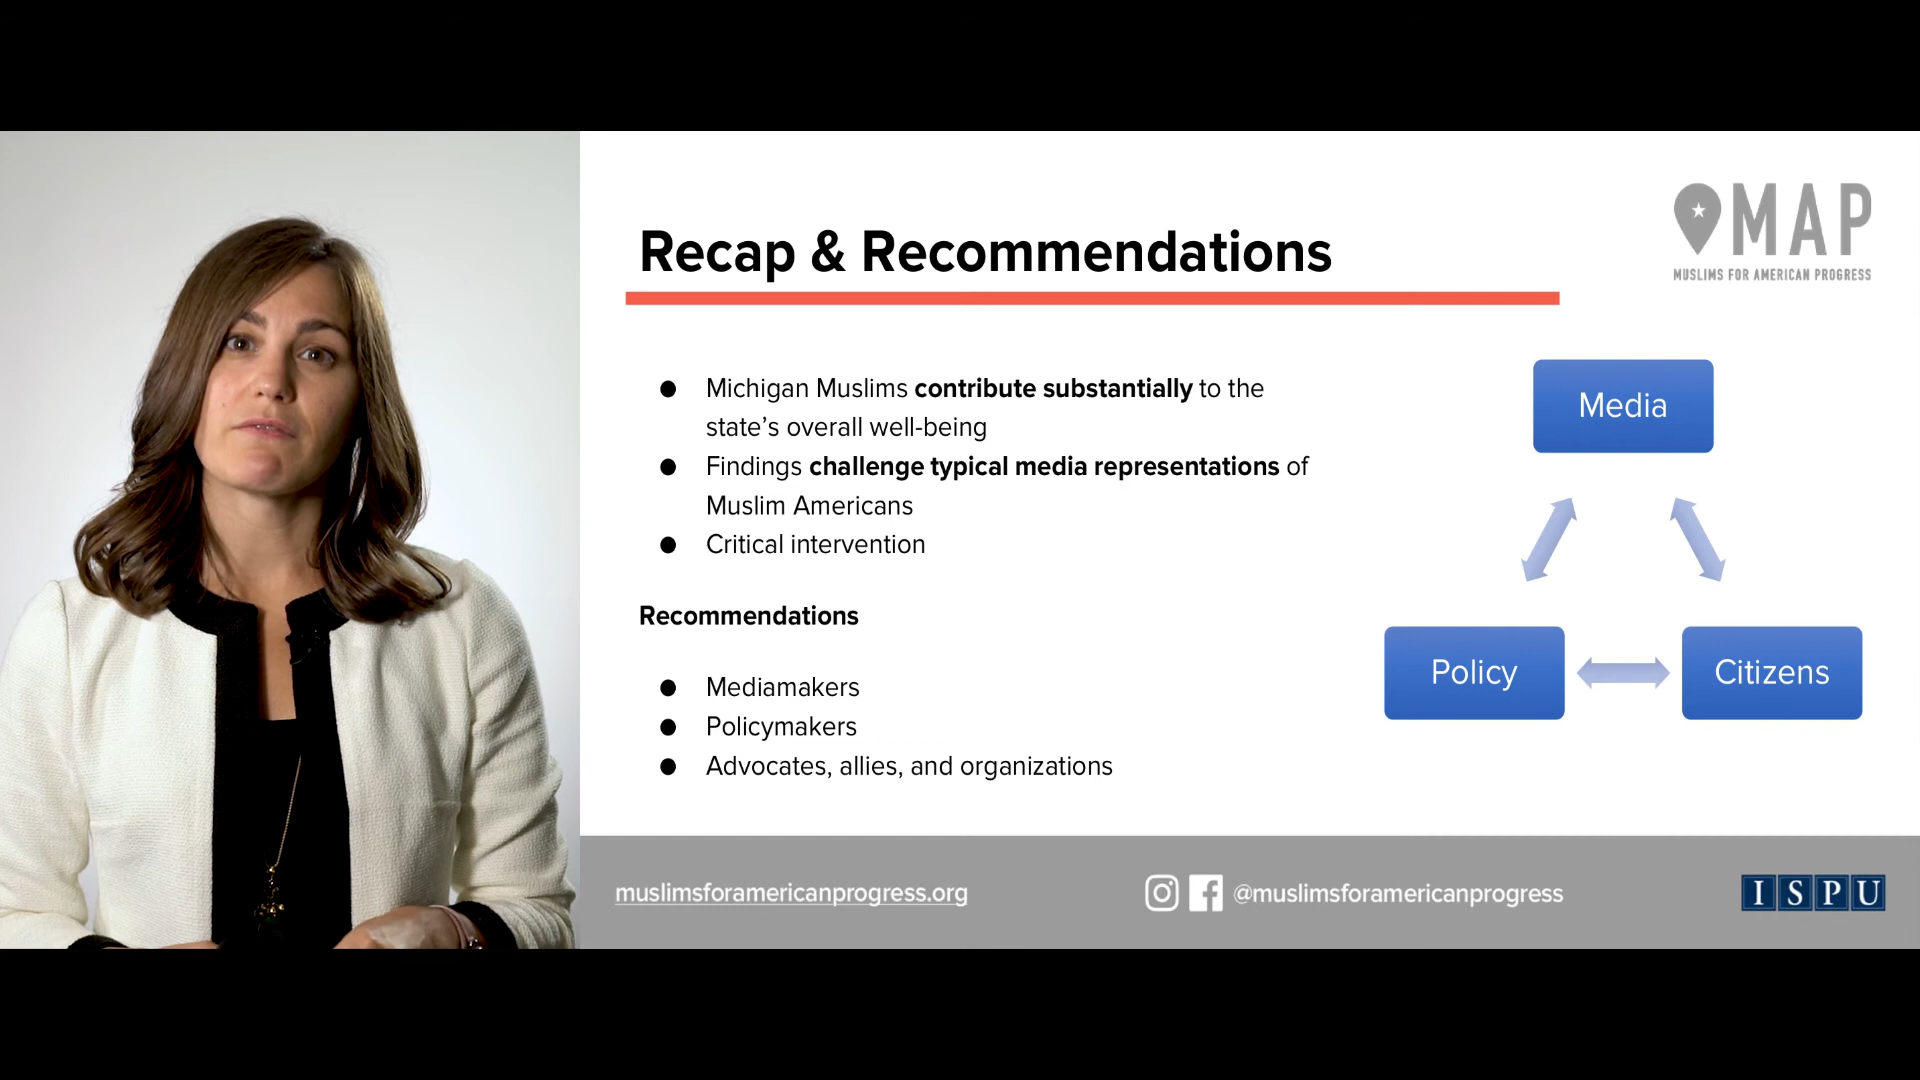 MAP
MUSLIMS FOR AMERICAN PROGRESS
Recap & Recommendations
● Michigan Muslims contribute substantially to the
state’s overall well-being
● Findings challenge typical media representations of
Muslim Americans
● Critical intervention
Recommendations
● Mediamakers
● Policymakers
● Advocates, allies, and organizations
Media
Policy
Citizens
muslimsforamericanprogress.org
@muslimsforamericanprogress
ISPU